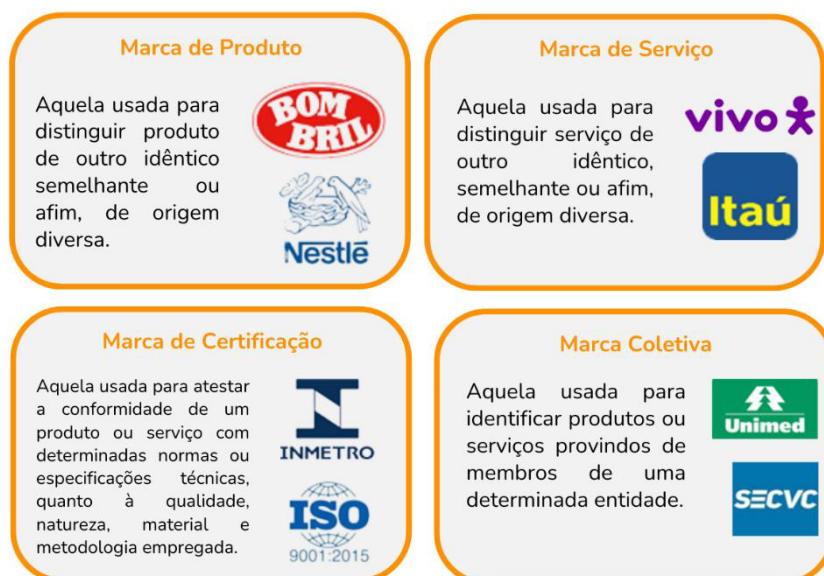 Marca de Produto
Aquela usada para
distinguir produto
de outro idêntico
semelhante ou
afim, de origem
diversa.
BOM
BRIL
Nestlé
Marca de Serviço
Aquela usada para
distinguir serviço de
outro idêntico,
semelhante ou afim,
de origem diversa.
vivo
Itaú
Marca de Certificação
Aquela usada para atestar
a conformidade de um
produto ou serviço com
determinadas normas ou
especificações técnicas,
quanto à qualidade,
natureza, material e
metodologia empregada.
INMETRO
ISO
9001:2015
Marca Coletiva
Aquela usada para
identificar produtos ou
serviços provindos de
membros de uma
determinada entidade.
Unimed
SECVC